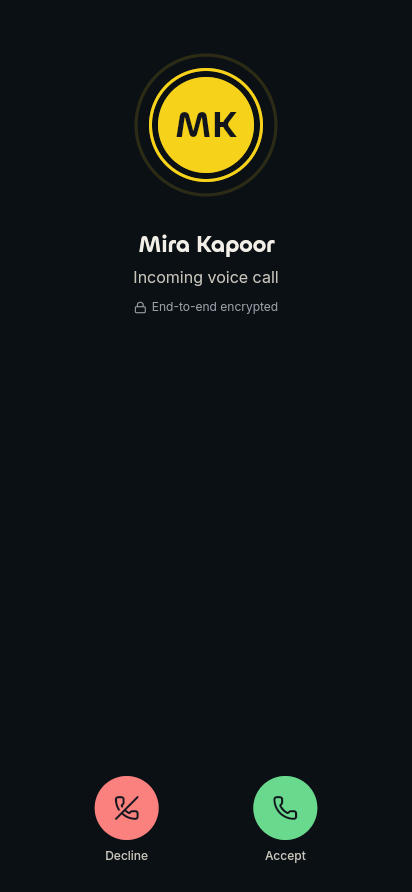 MK
Mira Kapoor
Incoming voice call
End-to-end encrypted
Decline
Accept